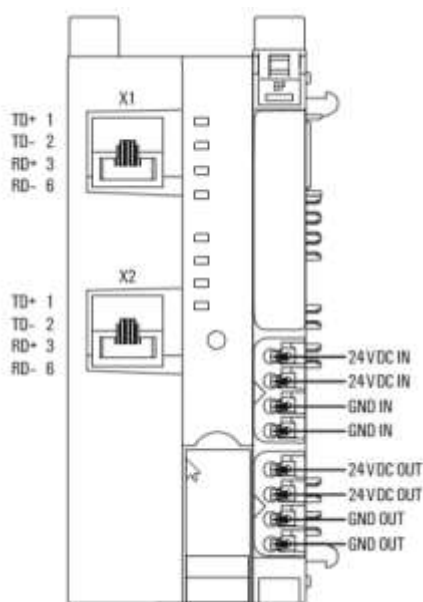 BP
X1
TD+ 1
TD- 2
RD+ 3
RD- 6
X2
TD+ 1
TD- 2
RD+ 3
RD- 6
24VDC IN
24VDC IN
GND IN
GND IN
24VDC OUT
24VDC OUT
GND OUT
GND OUT